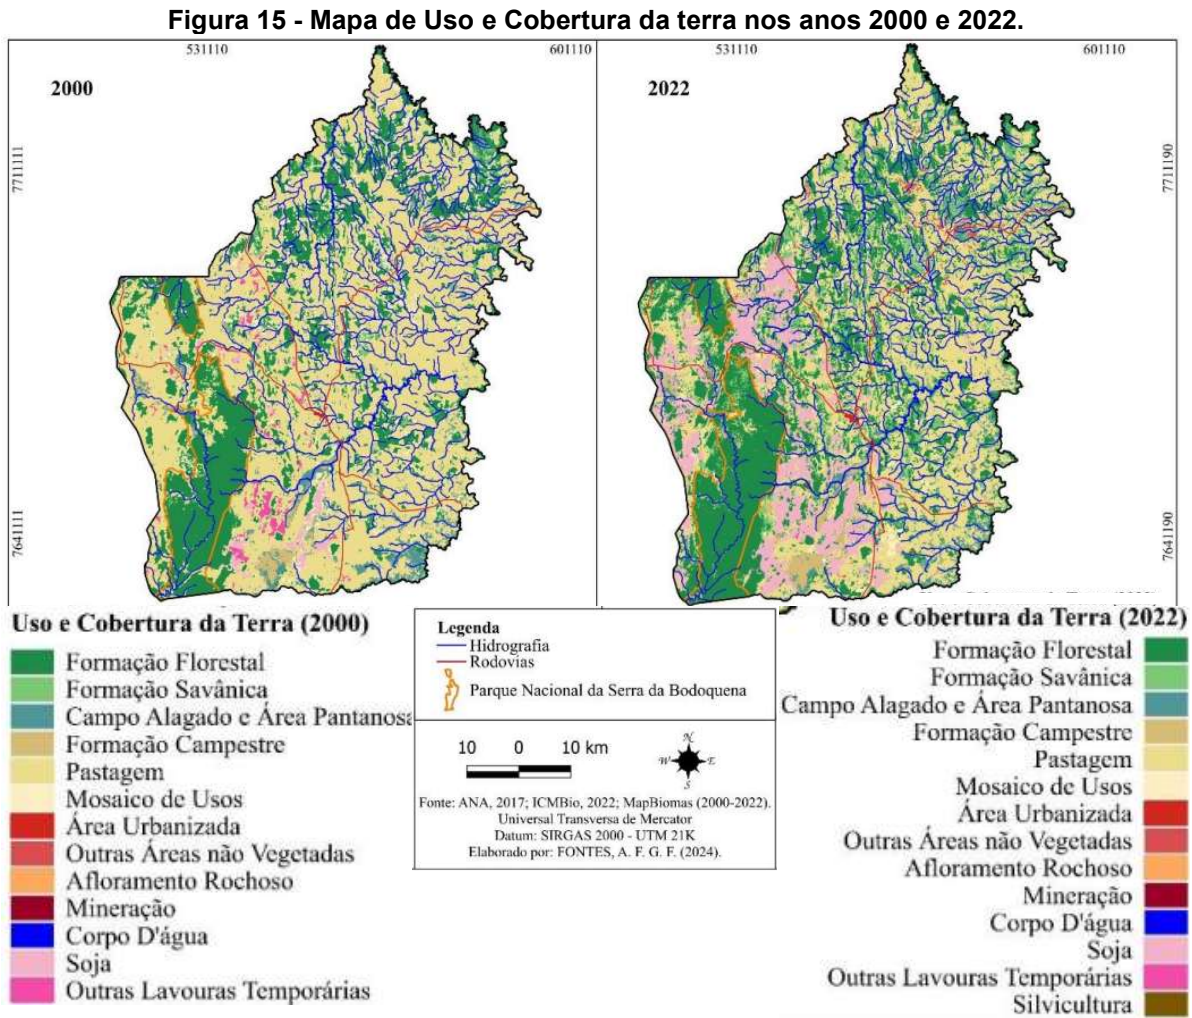 Figura 15 - Mapa de Uso e Cobertura da terra nos anos 2000 e 2022.
531110
601110
531110
601110
2000
2022
7711111
7641111
7711190
7641190
Uso e Cobertura da Terra (2000)
Formação Florestal
Formação Savânica
Campo Alagado e Área Pantanosa
Formação Campestre
Pastagem
Mosaico de Usos
Área Urbanizada
Outras Áreas não Vegetadas
Afloramento Rochoso
Mineração
Corpo D'água
Soja
Outras Lavouras Temporárias
Legenda
Hidrografia
Rodovias
Parque Nacional da Serra da Bodoquena
10 0 10 km
N
W E
S
Fonte: ANA, 2017; ICMBio, 2022; MapBiomas (2000-2022).
Universal Transversa de Mercator
Datum: SIRGAS 2000 - UTM 21K
Elaborado por: FONTES, A. F. G. F. (2024).
Uso e Cobertura da Terra (2022)
Formação Florestal
Formação Savânica
Campo Alagado e Área Pantanosa
Formação Campestre
Pastagem
Mosaico de Usos
Área Urbanizada
Outras Áreas não Vegetadas
Afloramento Rochoso
Mineração
Corpo D'água
Soja
Outras Lavouras Temporárias
Silvicultura